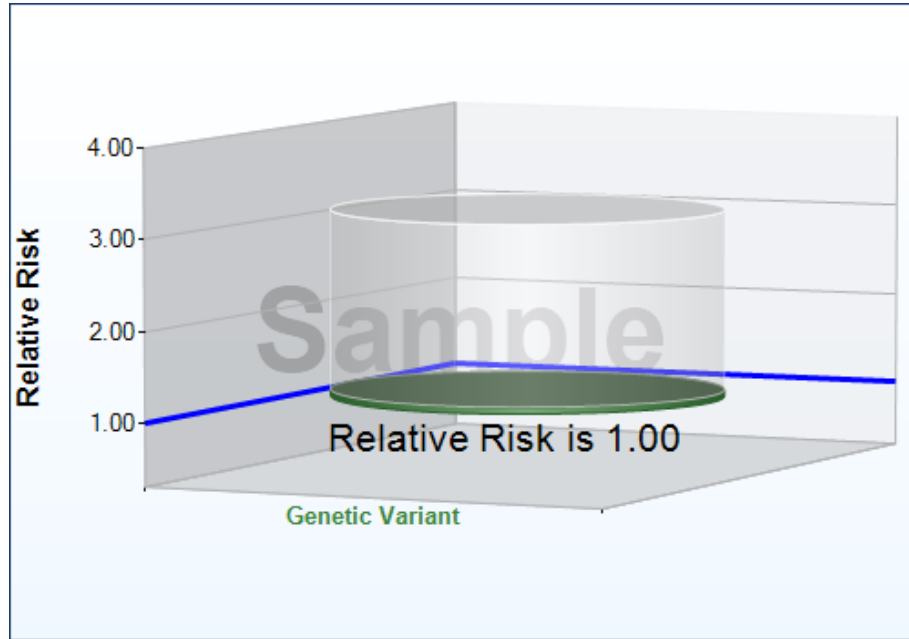 4.00
3.00
2.00
1.00
Relative Risk
Sample
Relative Risk is 1.00
Genetic Variant